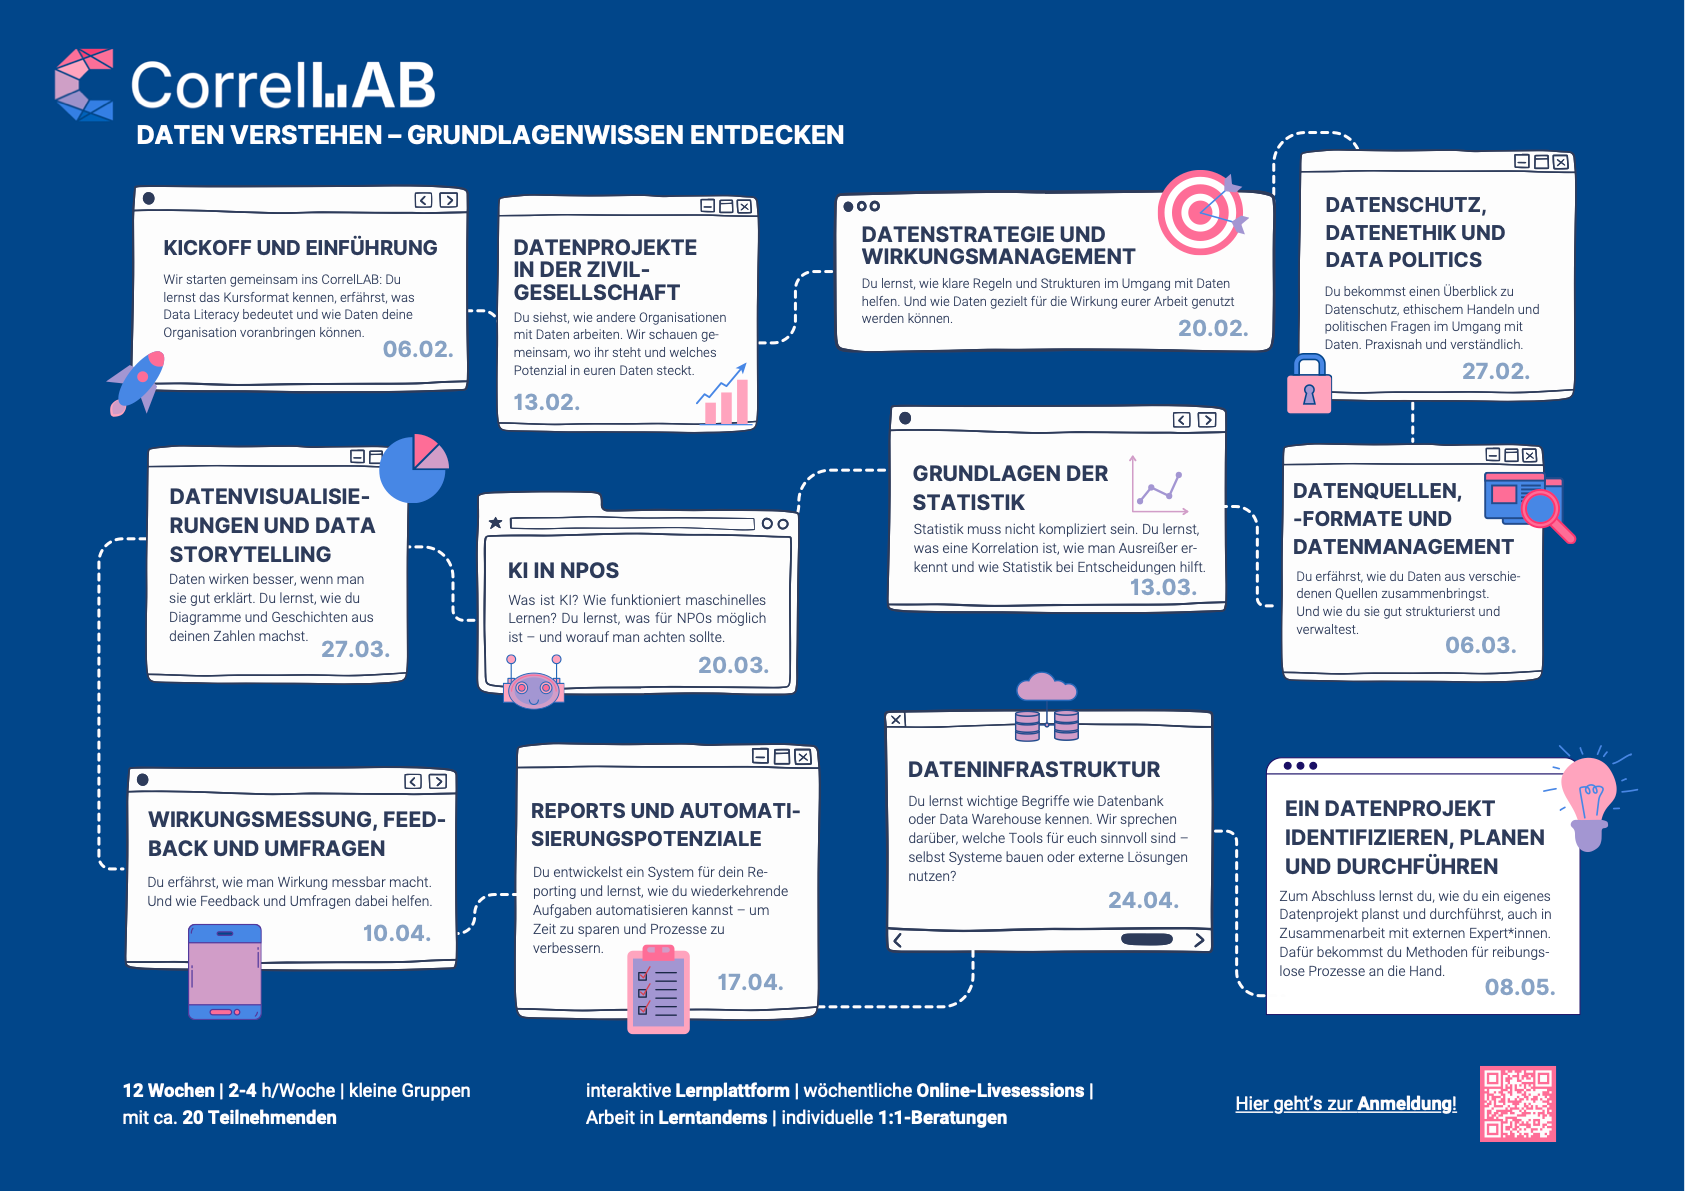 CorrelLAB
DATEN VERSTEHEN – GRUNDLAGENWISSEN ENTDECKEN
KICKOFF UND EINFÜHRUNG
Wir starten gemeinsam ins CorrelLAB: Du
lernst das Kursformat kennen, erfährst, was
Data Literacy bedeutet und wie Daten deine
Organisation voranbringen können.
06.02.
DATENPROJEKTE
IN DER ZIVIL-
GESELLSCHAFT
Du siehst, wie andere Organisationen
mit Daten arbeiten. Wir schauen ge-
meinsam, wo ihr steht und welches
Potenzial in euren Daten steckt.
13.02.
DATENSTRATEGIE UND
WIRKUNGSMANAGEMENT
Du lernst, wie klare Regeln und Strukturen im Umgang mit Daten
helfen. Und wie Daten gezielt für die Wirkung eurer Arbeit genutzt
werden können.
20.02.
DATENSCHUTZ,
DATENETHIK UND
DATA POLITICS
Du bekommst einen Überblick zu
Datenschutz, ethischem Handeln und
politischen Fragen im Umgang mit
Daten. Praxisnah und verständlich.
27.02.
DATENQUELLEN,
-FORMATE UND
DATENMANAGEMENT
Du erfährst, wie du Daten aus verschie-
denen Quellen zusammenbringst.
Und wie du sie gut strukturierst und
verwaltest.
06.03.
GRUNDLAGEN DER
STATISTIK
Statistik muss nicht kompliziert sein. Du lernst,
was eine Korrelation ist, wie man Ausreißer er-
kennt und wie Statistik bei Entscheidungen hilft.
13.03.
KI IN NPOS
Was ist KI? Wie funktioniert maschinelles
Lernen? Du lernst, was für NPOs möglich
ist – und worauf man achten sollte.
20.03.
DATENVISUALISIE-
RUNGEN UND DATA
STORYTELLING
Daten wirken besser, wenn man
sie gut erklärt. Du lernst, wie du
Diagramme und Geschichten aus
deinen Zahlen machst.
27.03.
WIRKUNGSMESSUNG, FEED-
BACK UND UMFRAGEN
Du erfährst, wie man Wirkung messbar macht.
Und wie Feedback und Umfragen dabei helfen.
10.04.
REPORTS UND AUTOMATI-
SIERUNGSPOTENZIALE
Du entwickelst ein System für dein Re-
porting und lernst, wie du wiederkehrende
Aufgaben automatisieren kannst – um
Zeit zu sparen und Prozesse zu
verbessern.
17.04.
DATENINFRASTRUKTUR
Du lernst wichtige Begriffe wie Datenbank
oder Data Warehouse kennen. Wir sprechen
darüber, welche Tools für euch sinnvoll sind –
selbst Systeme bauen oder externe Lösungen
nutzen?
24.04.
EIN DATENPROJEKT
IDENTIFIZIEREN, PLANEN
UND DURCHFÜHREN
Zum Abschluss lernst du, wie du ein eigenes
Datenprojekt planst und durchführst, auch in
Zusammenarbeit mit externen Expert*innen.
Dafür bekommst du Methoden für reibungs-
lose Prozesse an die Hand.
08.05.
12 Wochen | 2-4 h/Woche | kleine Gruppen
mit ca. 20 Teilnehmenden
interaktive Lernplattform | wöchentliche Online-Livesessions |
Arbeit in Lerntandems | individuelle 1:1-Beratungen
Hier geht's zur Anmeldung!